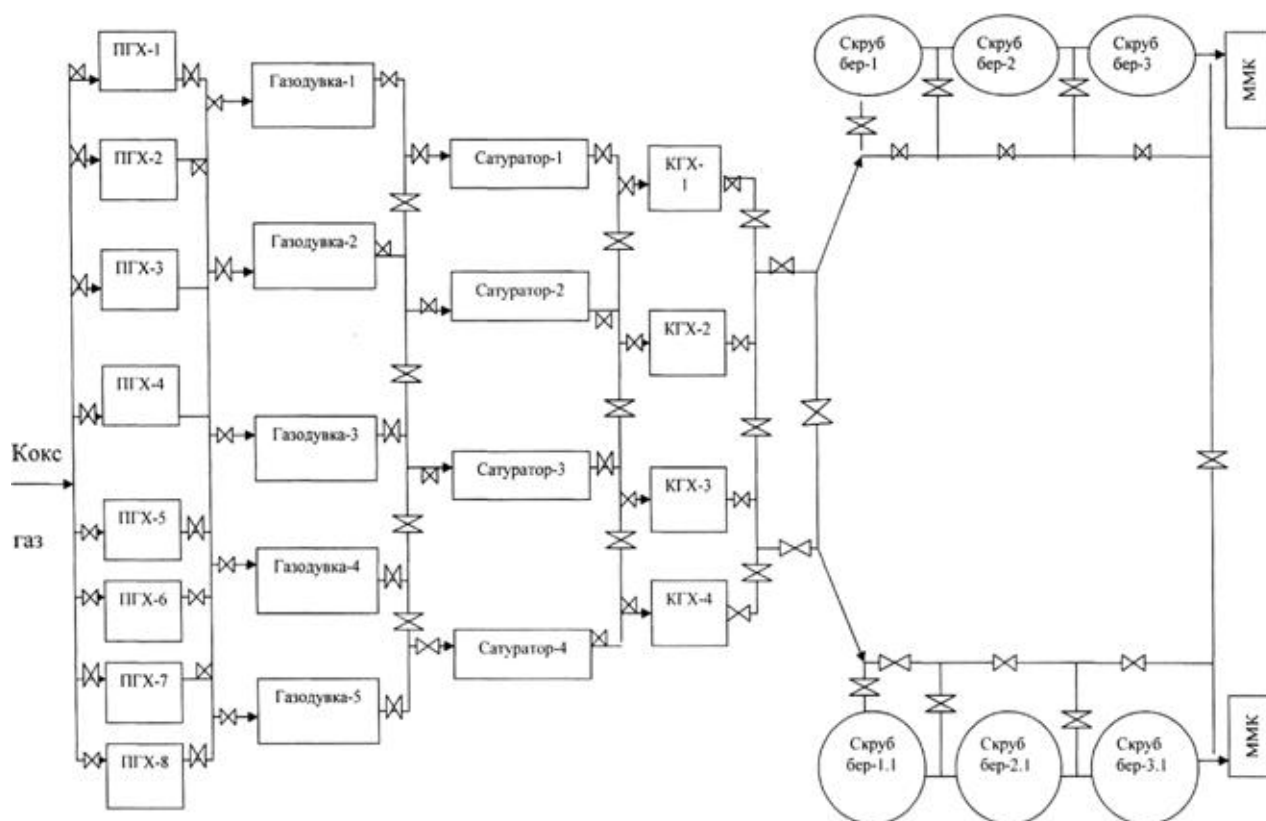 Кокс
газ
ПГХ-1
ПГХ-2
ПГХ-3
ПГХ-4
ПГХ-5
ПГХ-6
ПГХ-7
ПГХ-8
Газодувка-1
Газодувка-2
Газодувка-3
Газодувка-4
Газодувка-5
Сатуратор-1
Сатуратор-2
Сатуратор-3
Сатуратор-4
КГХ-
1
КГХ-2
КГХ-3
КГХ-4
Скруб
бер-1
Скруб
бер-2
Скруб
бер-3
ММК
Скруб
бер-1.1
Скруб
бер-2.1
Скруб
бер-3.1
ММК